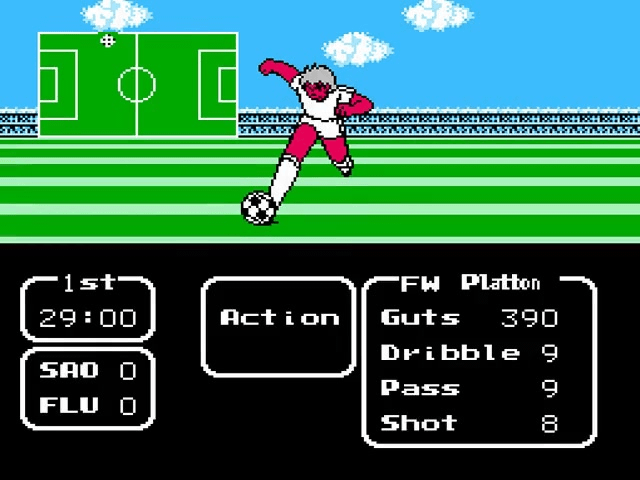 1st
29:00
SAO 0
FLU 0
Action
FW Platton
Guts 390
Dribble 9
Pass 9
Shot 8